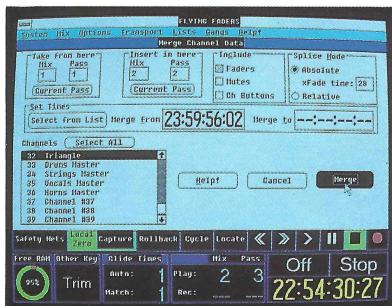 FLYING FADERS
System Mix Options Transport Lists Gangs Help!
Merge Channel Data
Take from here
Mix Pass
1 1
Current Pass
Insert in here
Mix Pass
2 2
Current Pass
Include
Faders
Mutes
Ch Buttons
Splice Mode
Absolute
xFade time: 28
Relative
Set Times
Select from List Merge From 23:59:56:02 Merge to --:--:--:--
Channels Select All
32 Triangle
33 Drums Master
34 Strings Master
35 Vocals Master
36 Horns Master
37 Channel #37
38 Channel #38
39 Channel #39
Help! Cancel Merge
Safety Nets Local Zero Capture Rollback Cycle Locate
Free RAM Other Key Glide Times Mix Pass Off Stop
95% Trim Auto: 1 Play: 2 3
Match: 1 Rec: 22:54:30:27